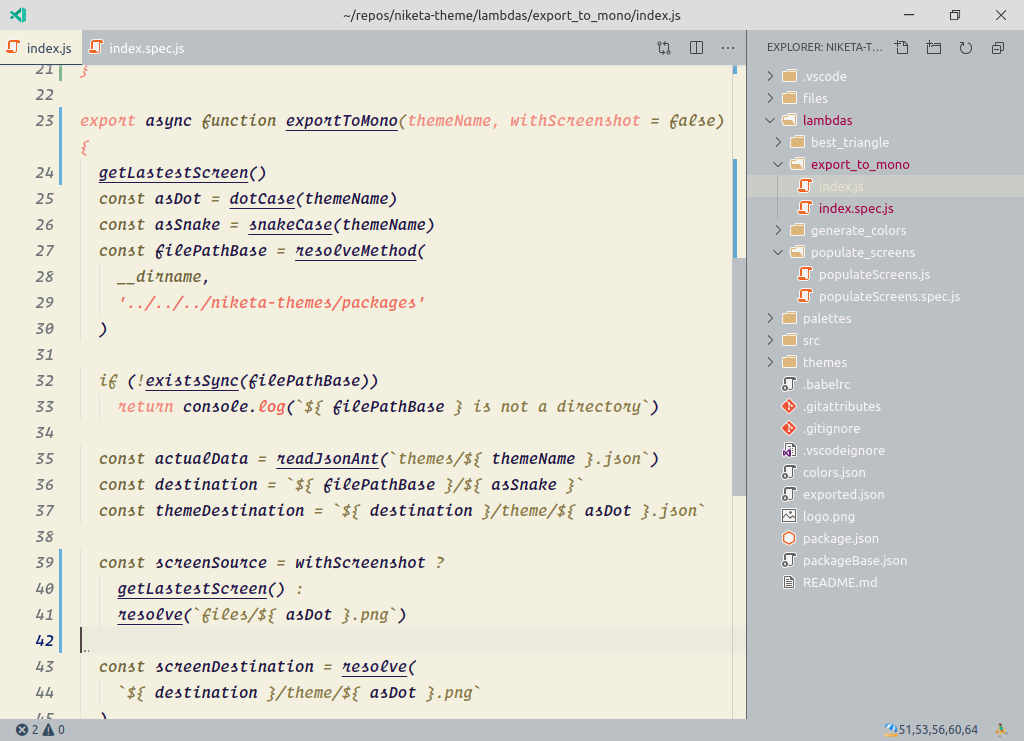 ~/repos/niketa-theme/lambdas/export_to_mono/index.js
index.js
index.spec.js
21 }
22
23 export async function exportToMono(themeName, withScreenshot = false)
{
24 getLastestScreen()
25 const asDot = dotCase(themeName)
26 const asSnake = snakeCase(themeName)
27 const filePathBase = resolveMethod(
28 __dirname,
29 '../../../niketa-themes/packages'
30 )
31
32 if (!existsSync(filePathBase))
33 return console.log(`${ filePathBase } is not a directory`)
34
35 const actualData = readJsonAnt(`themes/${ themeName }.json`)
36 const destination = `${ filePathBase }/${ asSnake }`
37 const themeDestination = `${ destination }/theme/${ asDot }.json`
38
39 const screenSource = withScreenshot ?
40 getLastestScreen() :
41 resolve(`files/${ asDot }.png`)
42
43 const screenDestination = resolve(
44 `${ destination }/theme/${ asDot }.png`
45 )
EXPLORER: NIKETA-T...
.vscode
files
lambdas
best_triangle
export_to_mono
index.js
index.spec.js
generate_colors
populate_screens
populateScreens.js
populateScreens.spec.js
palettes
src
themes
.babelrc
.gitattributes
.gitignore
.vscodeignore
colors.json
exported.json
logo.png
package.json
packageBase.json
README.md
2 0
51,53,56,60,64